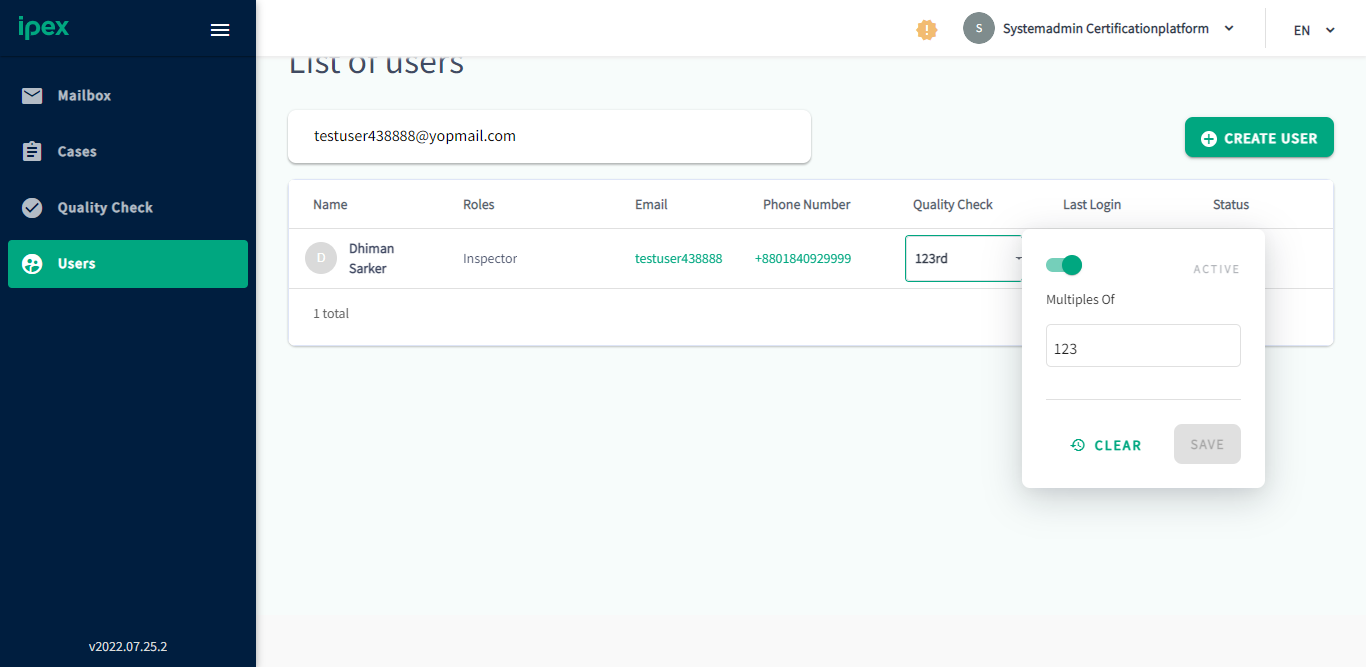 ipex
S
Systemadmin Certificationplatform
EN
Mailbox
Cases
Quality Check
Users
v2022.07.25.2
List of users
testuser438888@yopmail.com
CREATE USER
Name Roles Email Phone Number Quality Check Last Login Status
D
Dhiman
Sarker
Inspector testuser438888 +8801840929999 123rd
1 total
ACTIVE
Multiples Of
123
CLEAR SAVE